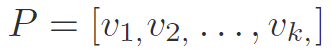 P = [v₁,v₂, …, vₖ,]